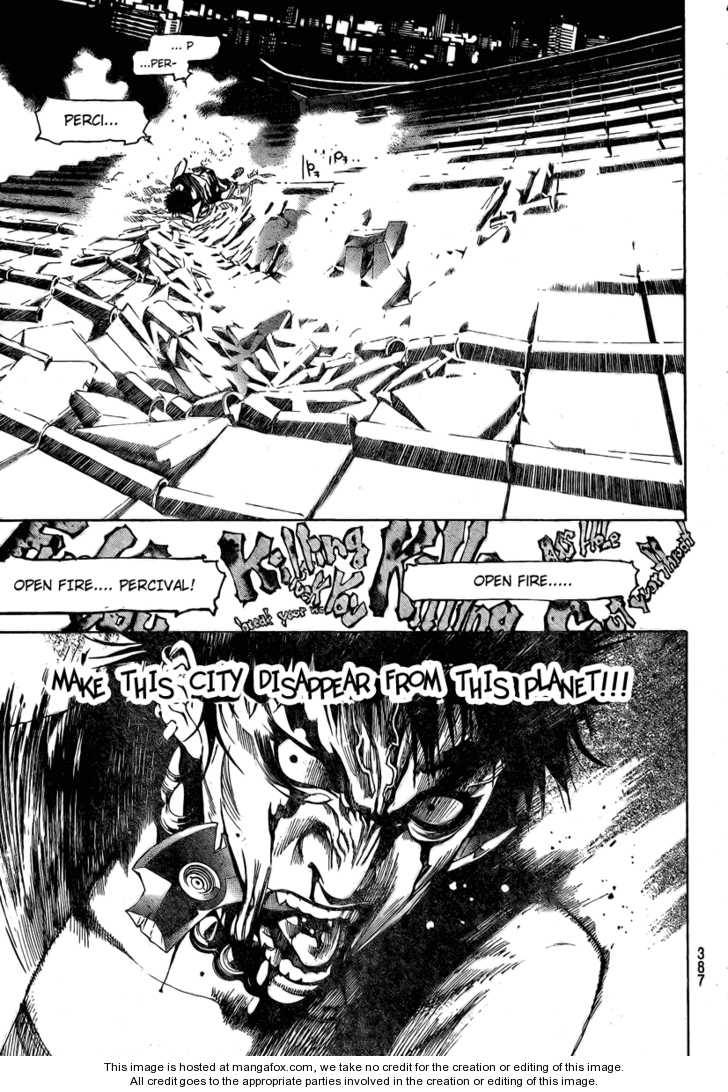 ... P
...PER-
PERCI...
OPEN FIRE..... 
Killing
OPEN FIRE.... PERCIVAL!
MAKE THIS CITY DISAPPEAR FROM THIS PLANET!!!
387
This image is hosted at mangafox.com, we take no credit for the creation or editing of this image.
All credit goes to the appropriate parties involved in the creation or editing of this image.